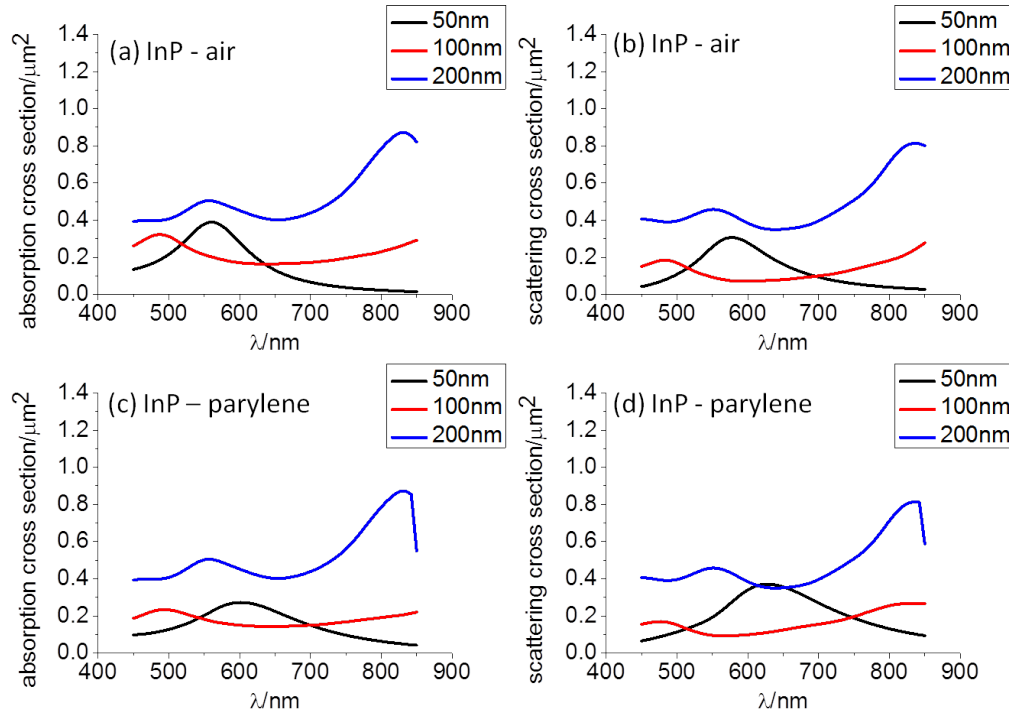 (a) InP - air
50nm
100nm
200nm
absorption cross section/μm²
1.4
1.2
1.0
0.8
0.6
0.4
0.2
0.0
400 500 600 700 800 900
λ/nm
(b) InP - air
50nm
100nm
200nm
scattering cross section/μm²
1.4
1.2
1.0
0.8
0.6
0.4
0.2
0.0
400 500 600 700 800 900
λ/nm
(c) InP – parylene
50nm
100nm
200nm
absorption cross section/μm²
1.4
1.2
1.0
0.8
0.6
0.4
0.2
0.0
400 500 600 700 800 900
λ/nm
(d) InP - parylene
50nm
100nm
200nm
scattering cross section/μm²
1.4
1.2
1.0
0.8
0.6
0.4
0.2
0.0
400 500 600 700 800 900
λ/nm